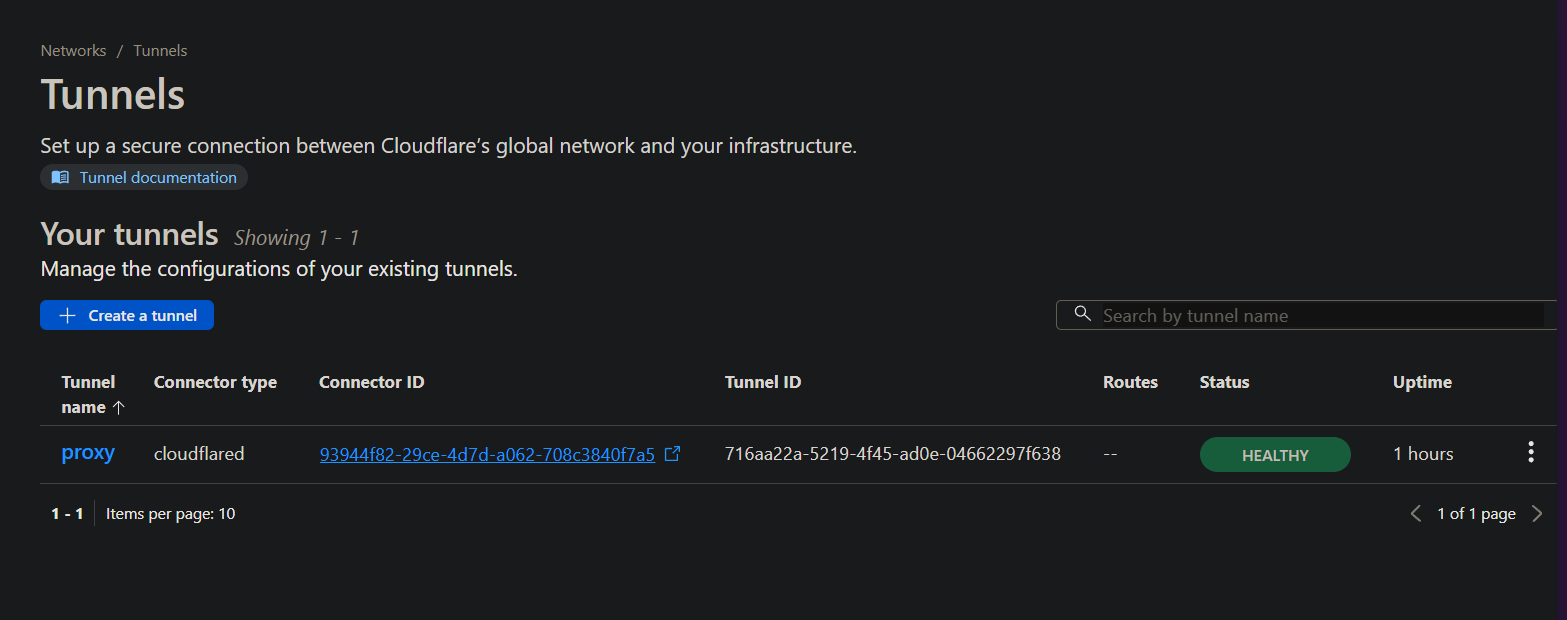 Networks / Tunnels
Tunnels
Set up a secure connection between Cloudflare’s global network and your infrastructure.
Tunnel documentation
Your tunnels Showing 1 - 1
Manage the configurations of your existing tunnels.
Create a tunnel
Search by tunnel name
Tunnel name Connector type Connector ID Tunnel ID Routes Status Uptime
proxy cloudflared 93944f82-29ce-4d7d-a062-708c3840f7a5 716aa22a-5219-4f45-ad0e-04662297f638 -- HEALTHY 1 hours
1 - 1 Items per page: 10 1 of 1 page